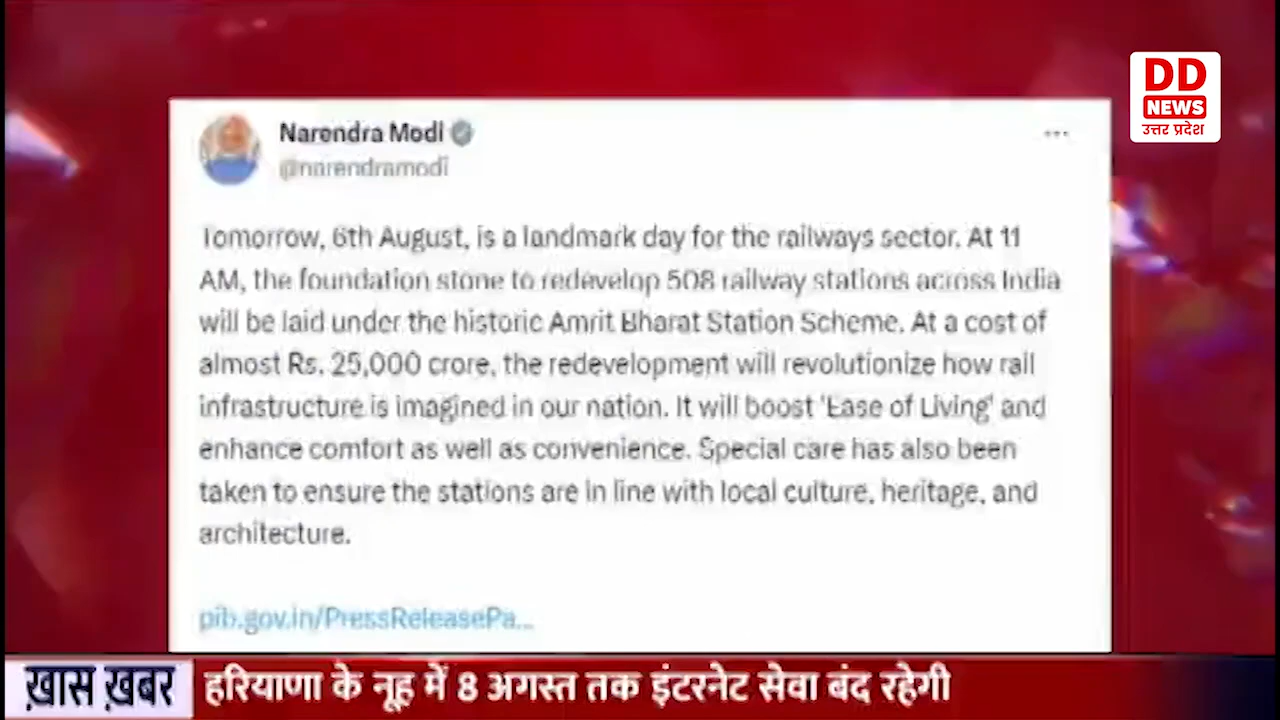 DD
NEWS
उत्तर प्रदेश
Narendra Modi
@narendramodi
Tomorrow, 6th August, is a landmark day for the railways sector. At 11
AM, the foundation stone to redevelop 508 railway stations across India
will be laid under the historic Amrit Bharat Station Scheme. At a cost of
almost Rs. 25,000 crore, the redevelopment will revolutionize how rail
infrastructure is imagined in our nation. It will boost 'Ease of Living' and
enhance comfort as well as convenience. Special care has also been
taken to ensure the stations are in line with local culture, heritage, and
architecture.
pib.gov.in/PressReleasePa...
ख़ास ख़बर
हरियाणा के नूह में 8 अगस्त तक इंटरनेट सेवा बंद रहेगी